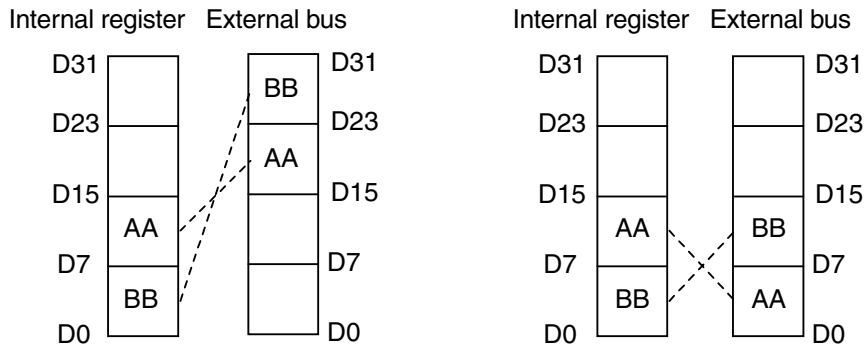 Internal register External bus Internal register External bus
D31 D31 D31 D31
BB
D23 D23 D23 D23
AA
D15 D15 D15 D15
AA AA BB
D7 D7 D7 D7
BB BB AA
D0 D0 D0 D0